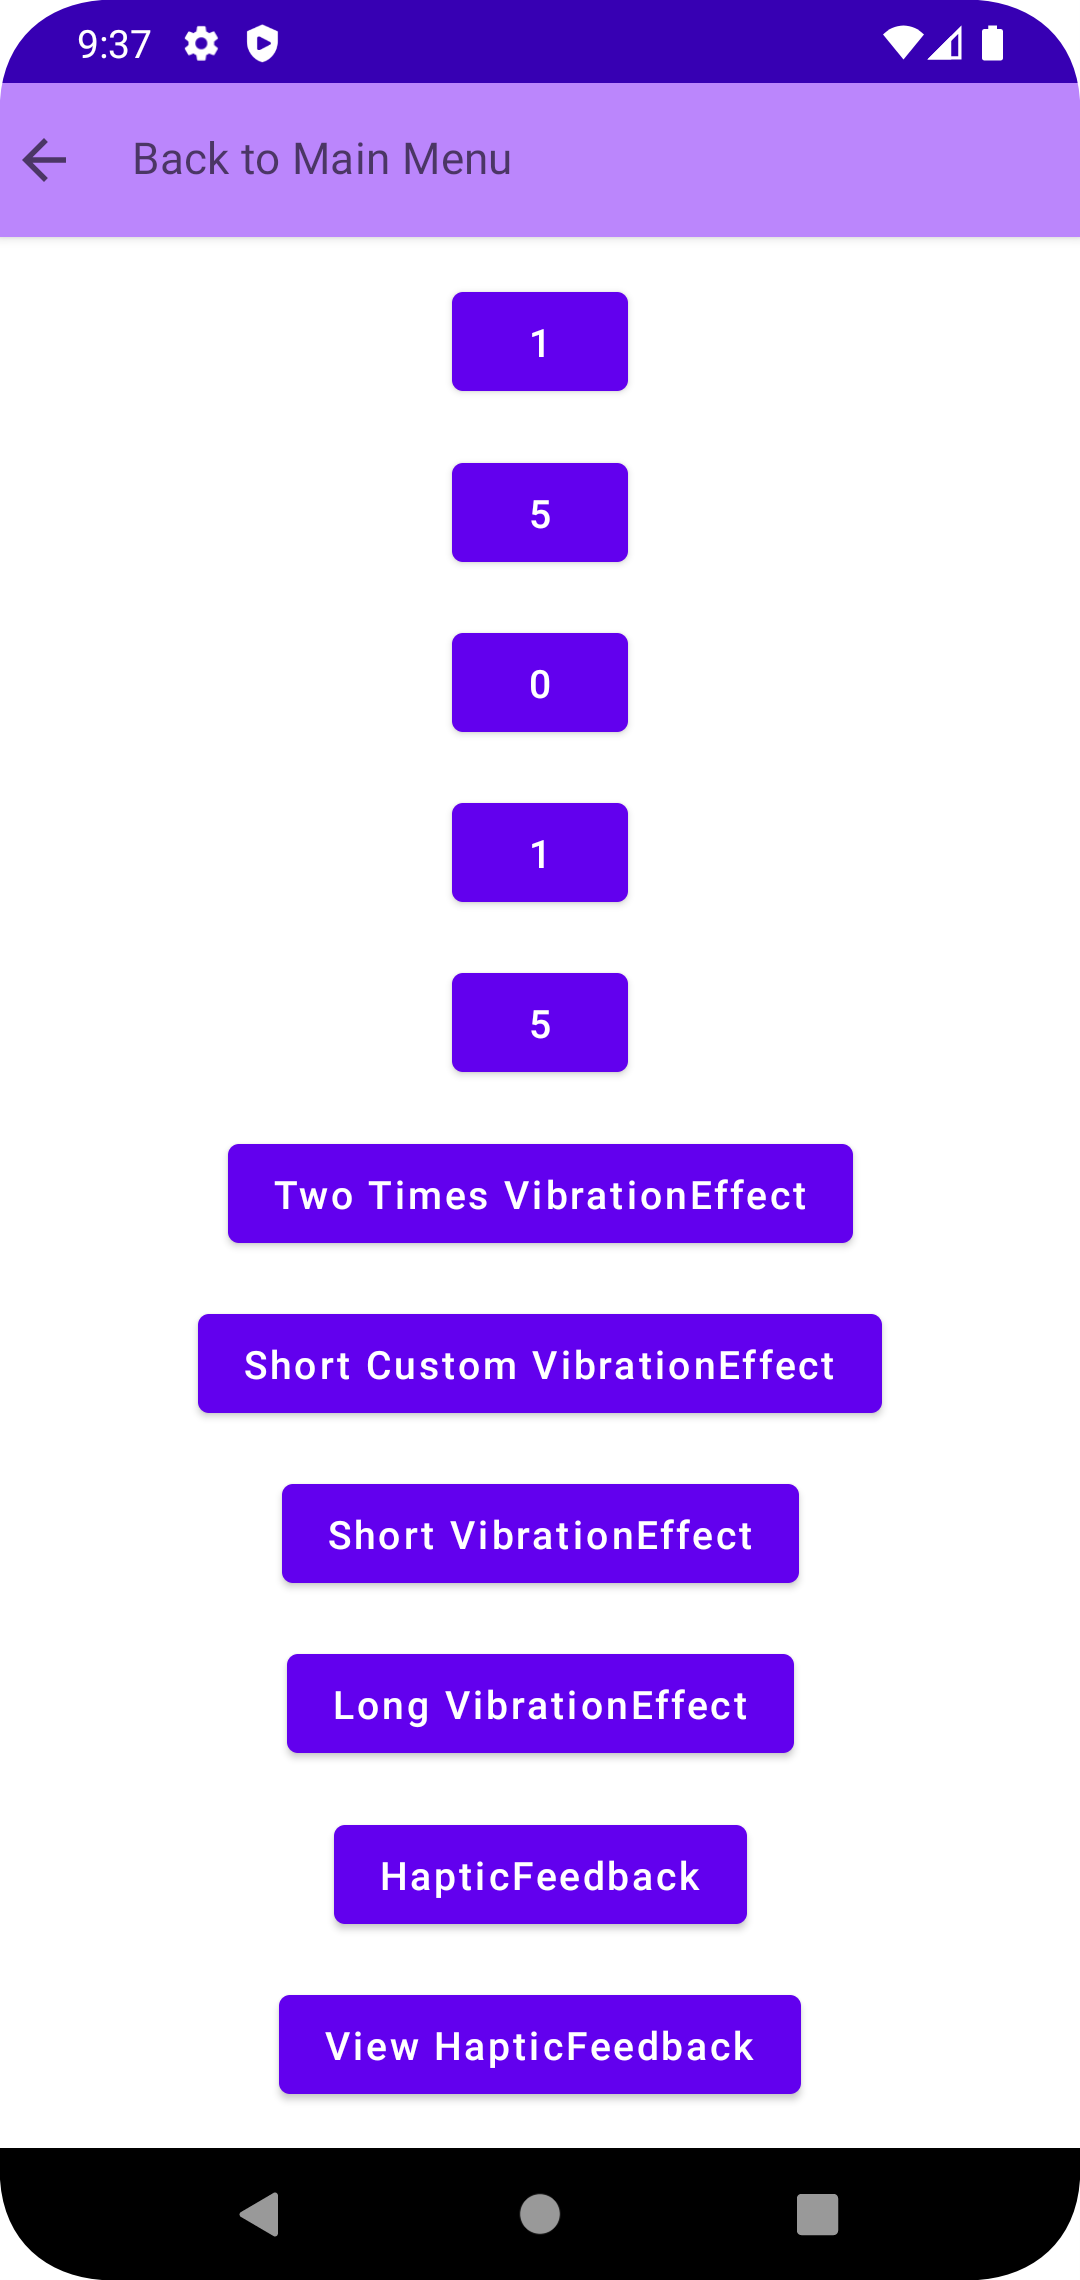 9:37
Back to Main Menu
1
5
0
1
5
Two Times VibrationEffect
Short Custom VibrationEffect
Short VibrationEffect
Long VibrationEffect
HapticFeedback
View HapticFeedback